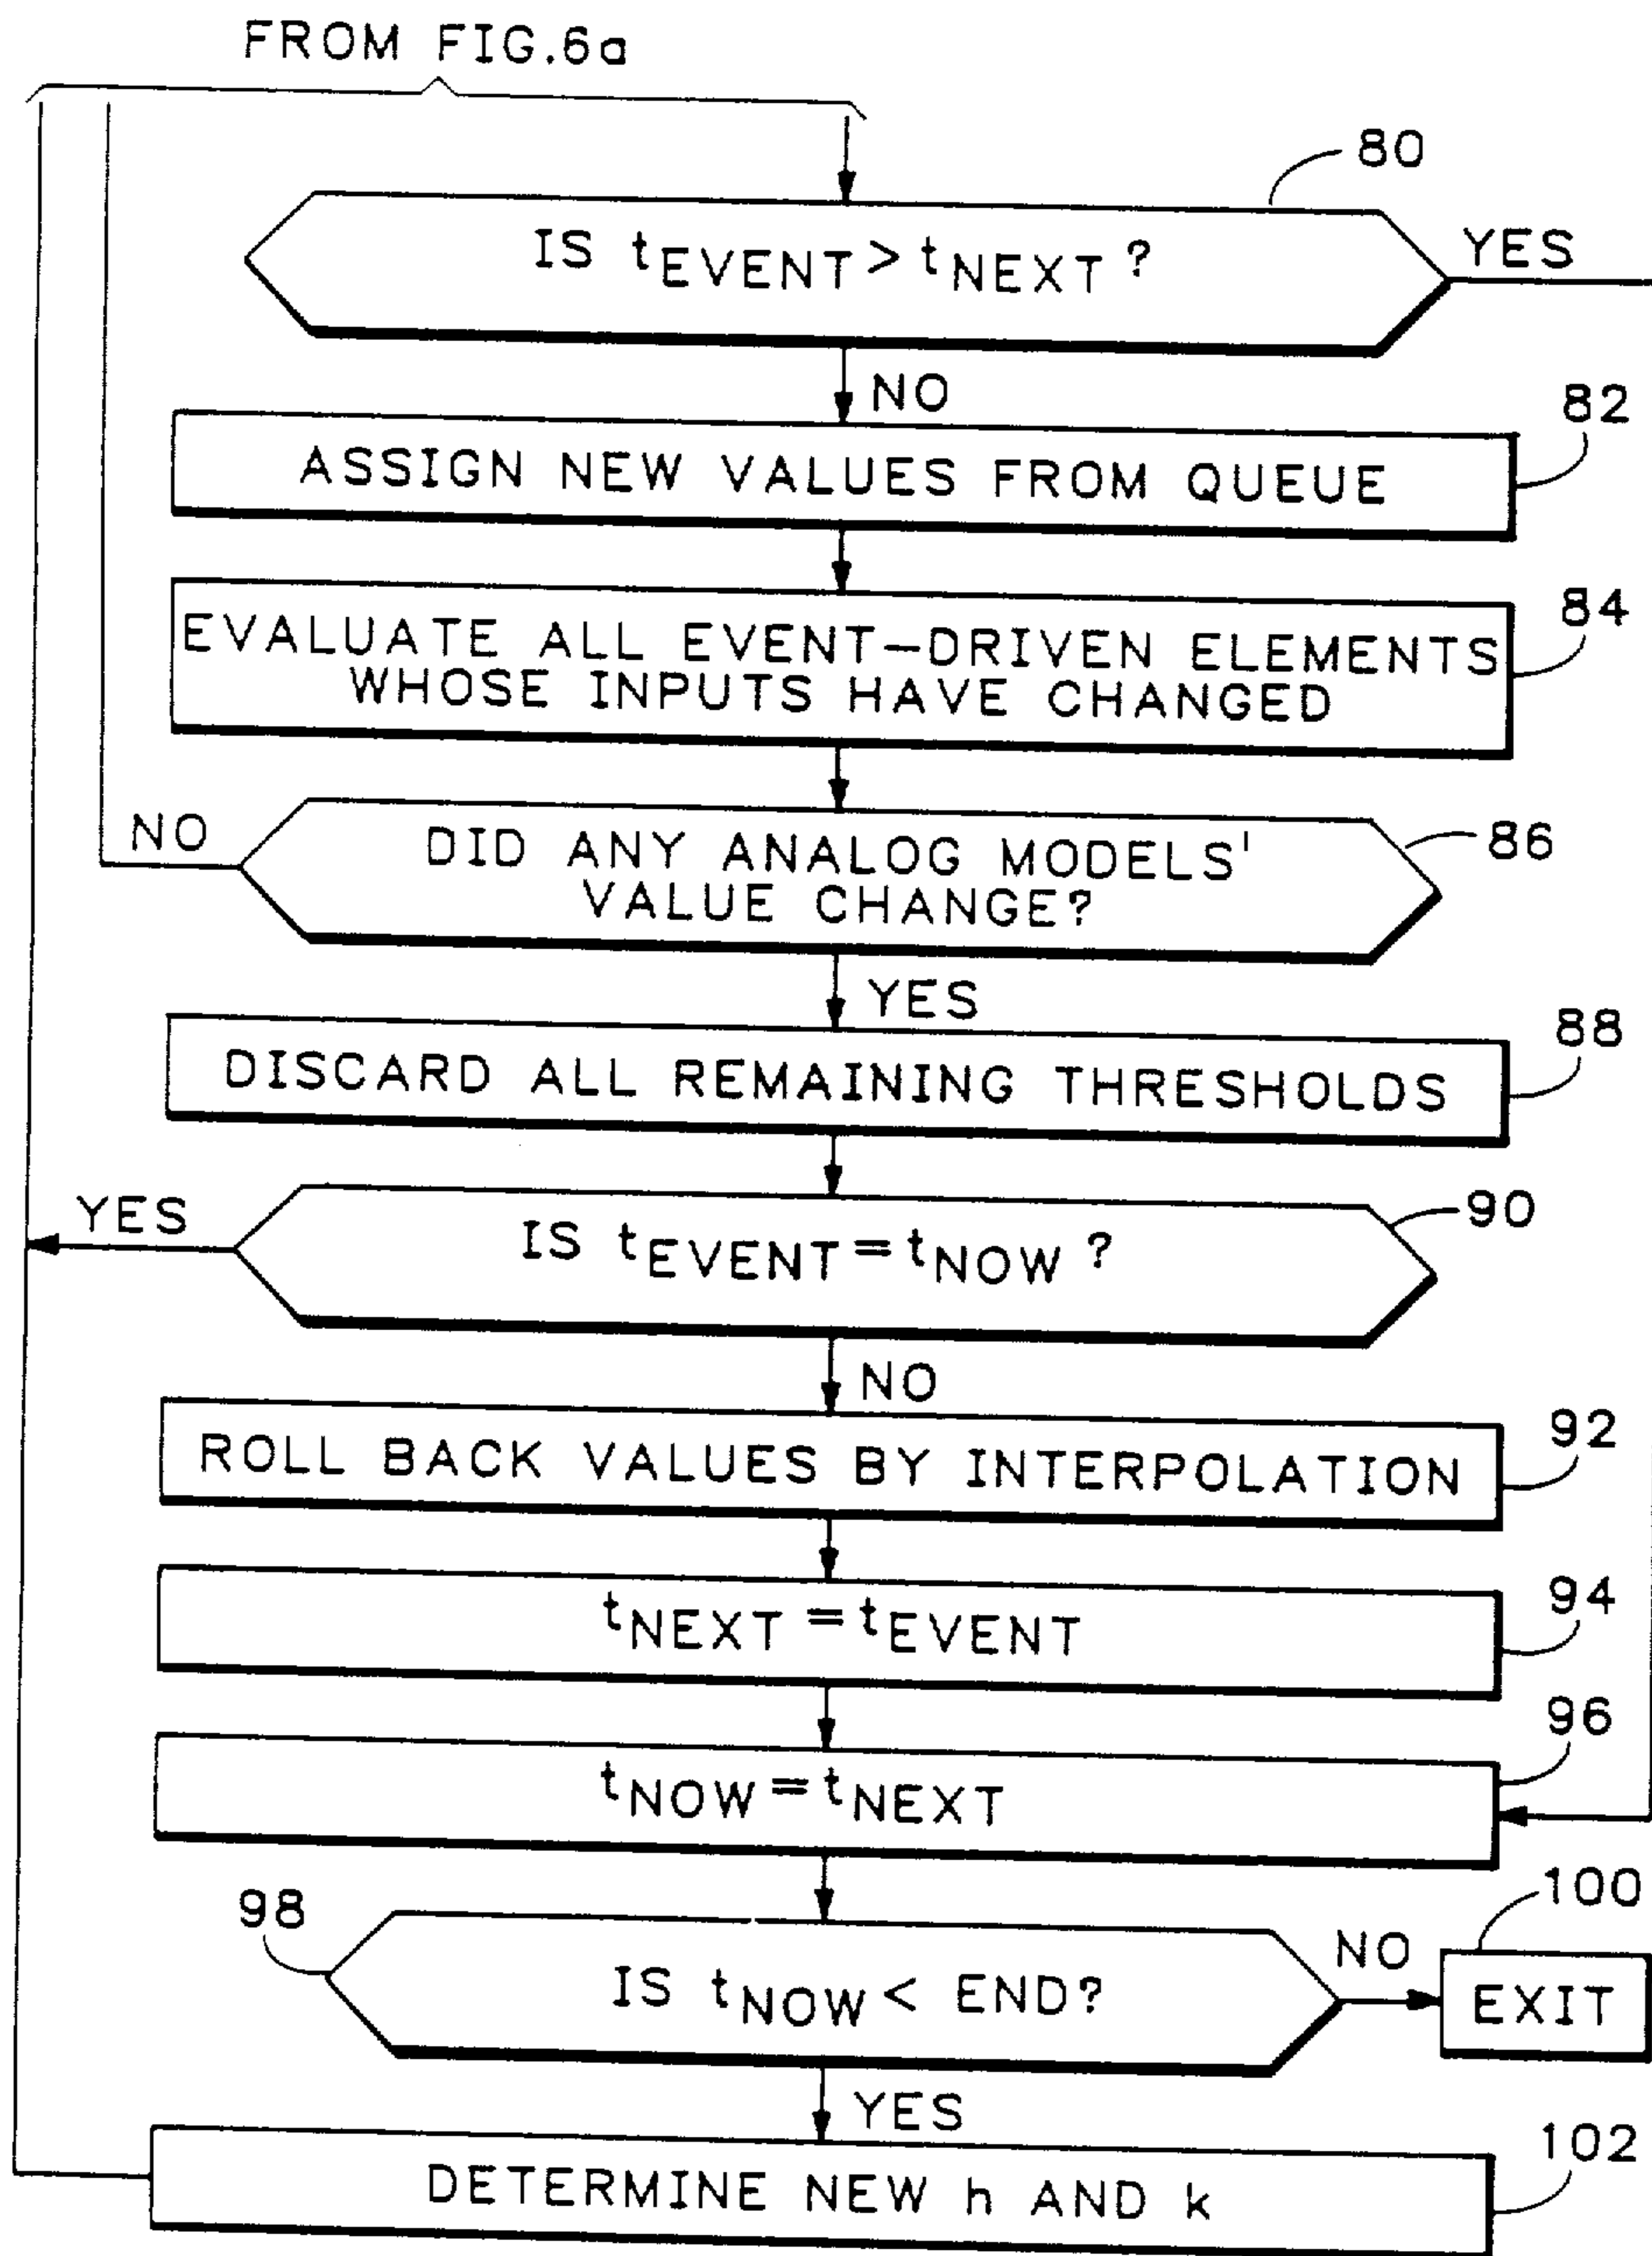 FROM FIG.6a
80
IS tEVENT > tNEXT ?
YES
NO
82
ASSIGN NEW VALUES FROM QUEUE
84
EVALUATE ALL EVENT-DRIVEN ELEMENTS
WHOSE INPUTS HAVE CHANGED
NO
DID ANY ANALOG MODELS'
VALUE CHANGE?
86
YES
88
DISCARD ALL REMAINING THRESHOLDS
YES
IS tEVENT = tNOW ?
90
NO
92
ROLL BACK VALUES BY INTERPOLATION
94
tNEXT = tEVENT
96
tNOW = tNEXT
98
100
IS tNOW < END?
NO
EXIT
YES
102
DETERMINE NEW h AND k